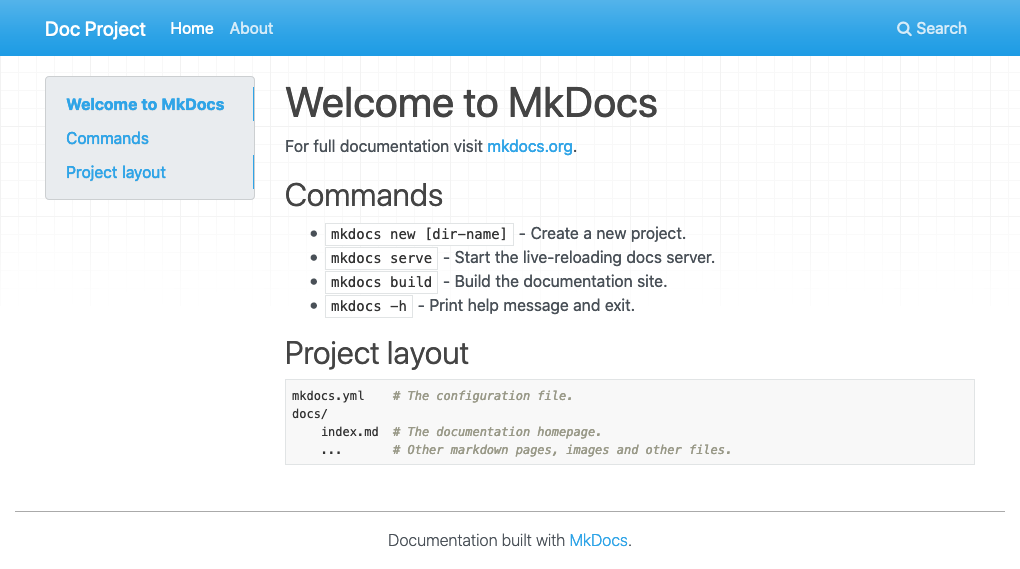 Doc Project Home About Search
Welcome to MkDocs
Commands
Project layout
Welcome to MkDocs
For full documentation visit mkdocs.org.
Commands
mkdocs new [dir-name] - Create a new project.
mkdocs serve - Start the live-reloading docs server.
mkdocs build - Build the documentation site.
mkdocs -h - Print help message and exit.
Project layout
mkdocs.yml    # The configuration file.
docs/
    index.md  # The documentation homepage.
    ...       # Other markdown pages, images and other files.
Documentation built with MkDocs.